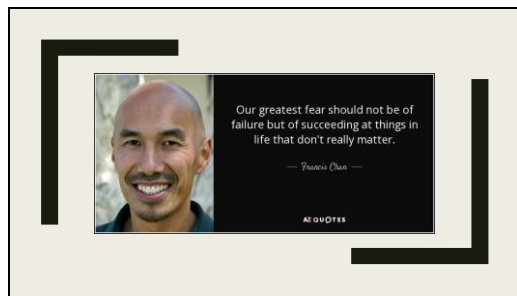 Our greatest fear should not be of
failure but of succeeding at things in
life that don't really matter.
— Francis Chan —
AZ QUOTES